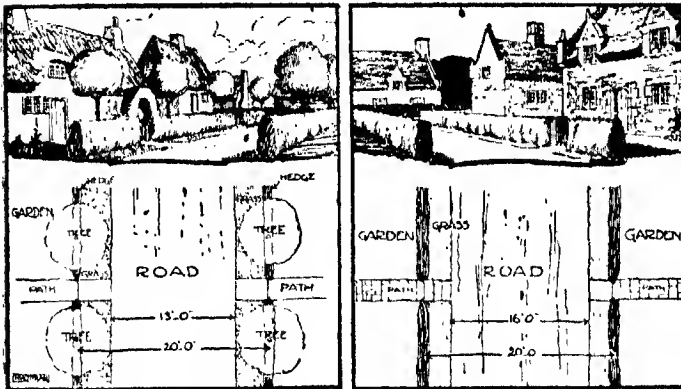 HEDGE
HEDGE
GRASS
GARDEN
TREE
TREE
ROAD
PATH
PATH
13'.0"
TREE
TREE
20'.0"
GARDEN
GRASS
GARDEN
ROAD
PATH
PATH
16'.0"
20'.0